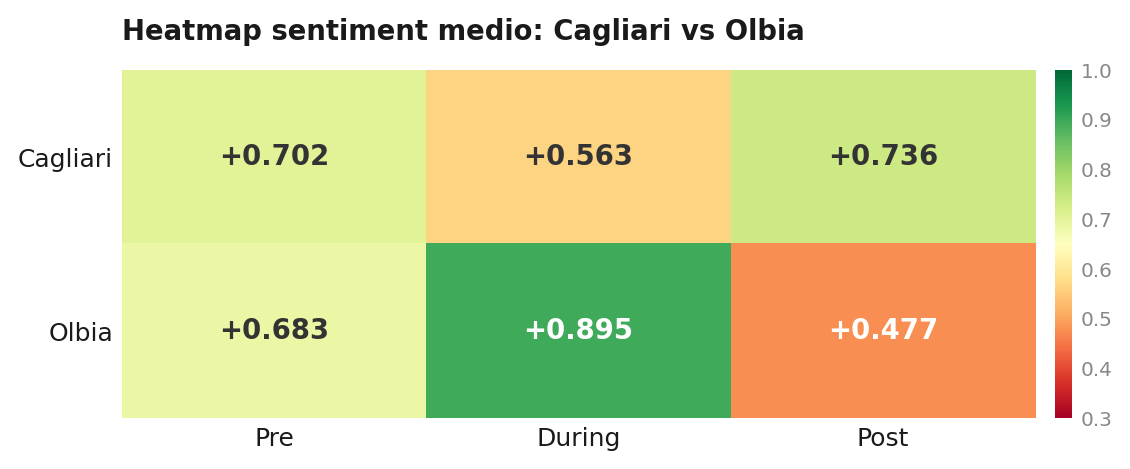 Heatmap sentiment medio: Cagliari vs Olbia
Cagliari +0.702 +0.563 +0.736
Olbia +0.683 +0.895 +0.477
Pre During Post
1.0
0.9
0.8
0.7
0.6
0.5
0.4
0.3